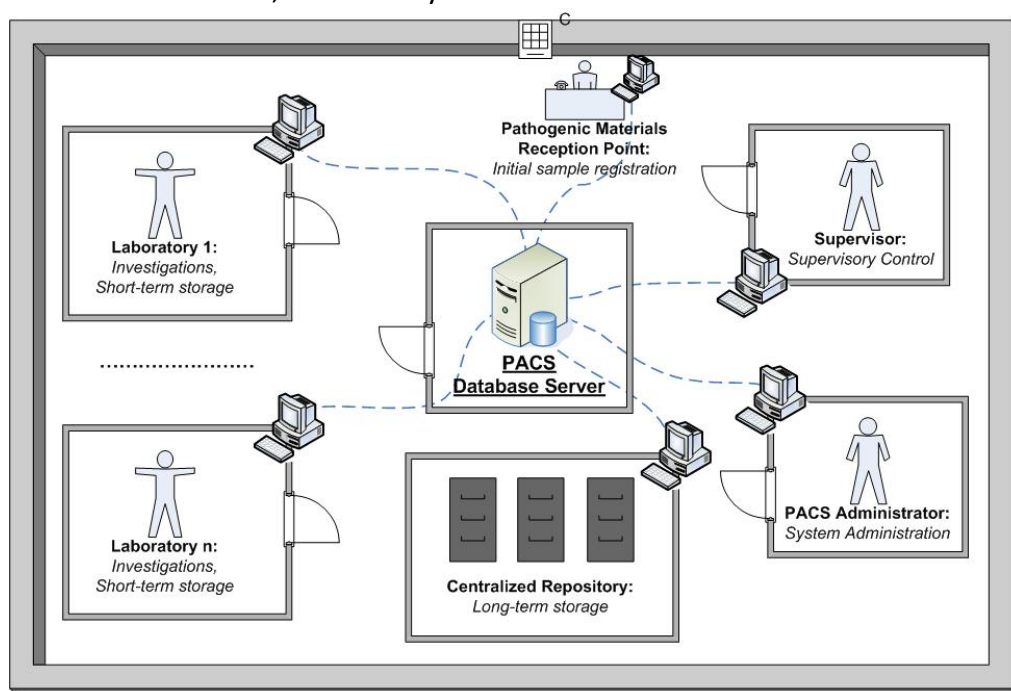 C
Pathogenic Materials
Reception Point:
Initial sample registration
Laboratory 1:
Investigations,
Short-term storage
Supervisor:
Supervisory Control
PACS
Database Server
Laboratory n:
Investigations,
Short-term storage
Centralized Repository:
Long-term storage
PACS Administrator:
System Administration